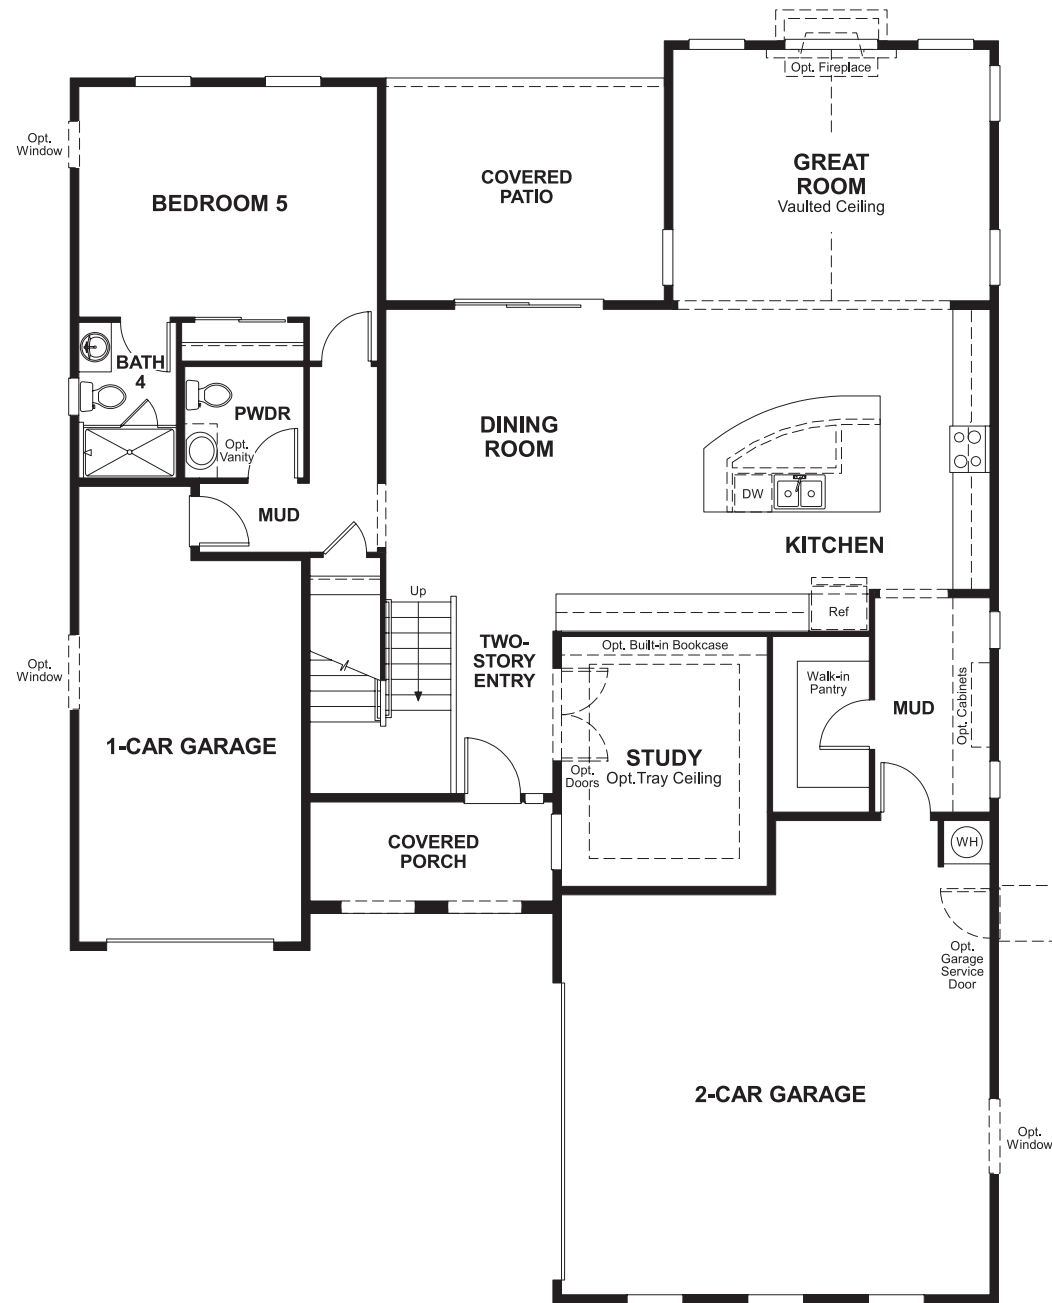 Opt. Fireplace
Opt.
Window
GREAT
ROOM
Vaulted Ceiling
COVERED
PATIO
BEDROOM 5
BATH
4
PWDR
Opt.
Vanity
DINING
ROOM
DW
MUD
KITCHEN
Up
Ref
TWO-
STORY
ENTRY
Opt. Built-in Bookcase
Opt.
Window
Walk-in
Pantry
Opt. Cabinets
MUD
1-CAR GARAGE
STUDY
Opt.Tray Ceiling
Opt.
Doors
COVERED
PORCH
WH
Opt.
Garage
Service
Door
2-CAR GARAGE
Opt.
Window